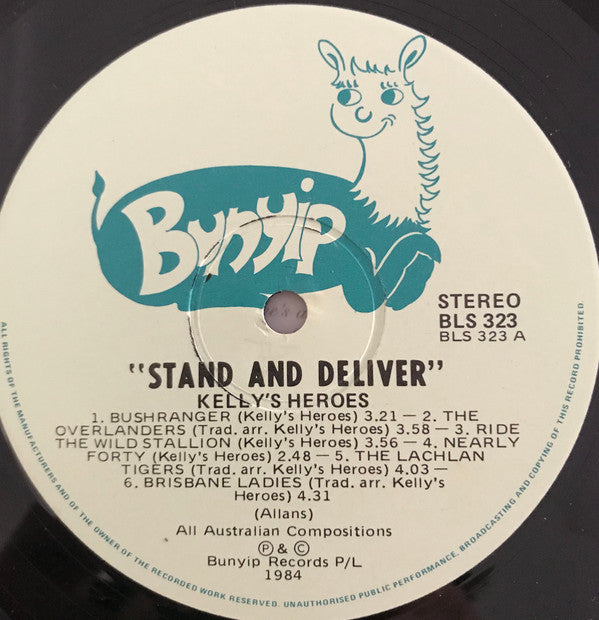 Bunyip
STEREO
BLS 323
BLS 323 A
"STAND AND DELIVER"
KELLY'S HEROES
1. BUSHRANGER (Kelly's Heroes) 3.21 — 2. THE
OVERLANDERS (Trad. arr. Kelly's Heroes) 3.58 — 3. RIDE
THE WILD STALLION (Kelly's Heroes) 3.56 — 4. NEARLY
FORTY (Kelly's Heroes) 2.48 — 5. THE LACHLAN
TIGERS (Trad. arr. Kelly's Heroes) 4.03 —
6. BRISBANE LADIES (Trad. arr. Kelly's
Heroes) 4.31
(Allans)
All Australian Compositions
Ⓟ & ©
Bunyip Records P/L
1984
ALL RIGHTS OF THE MANUFACTURERS AND OF THE OWNER OF THE RECORDED WORK RESERVED. UNAUTHORISED PUBLIC PERFORMANCE, BROADCASTING AND COPYING OF THIS RECORD PROHIBITED.